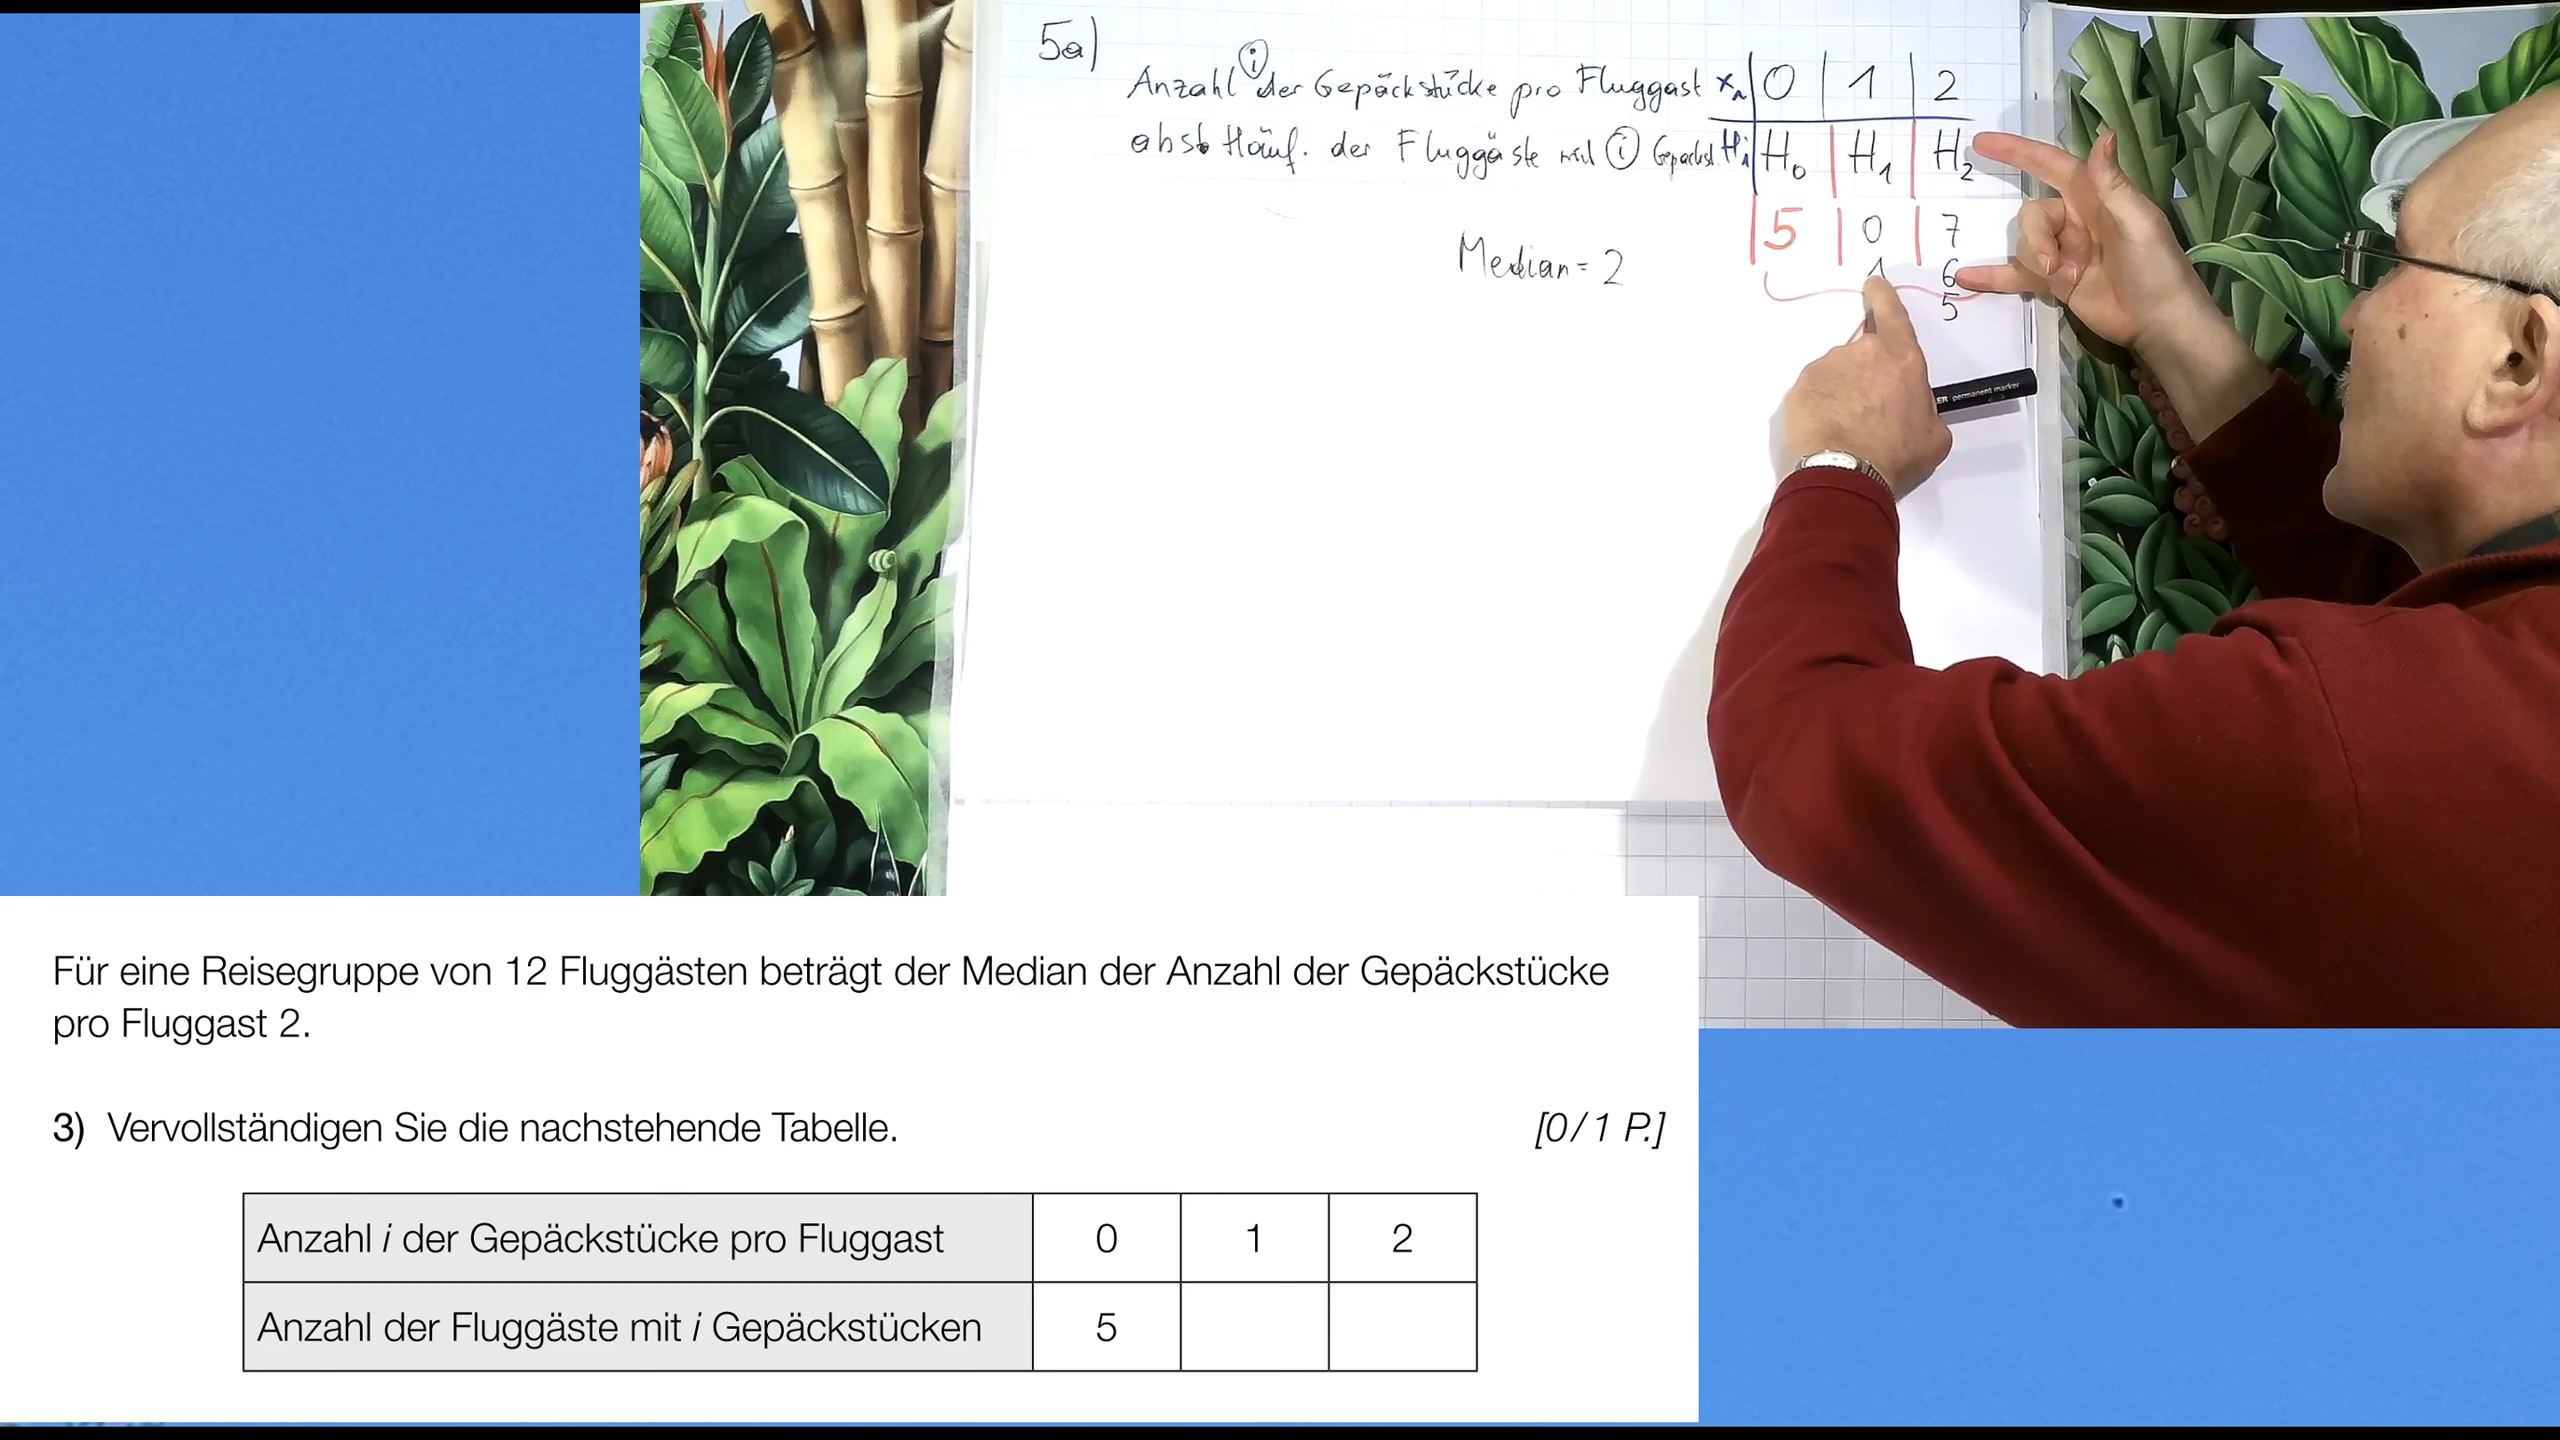 5a)
Anzahl i der Gepäckstücke pro Fluggast xᵢ 0 1 2
abs Häuf. der Fluggäste mit i Gepäckst. Hᵢ H₀ H₁ H₂
5 0 7
Median = 2
1 6
5
permanent marker
Für eine Reisegruppe von 12 Fluggästen beträgt der Median der Anzahl der Gepäckstücke
pro Fluggast 2.
3) Vervollständigen Sie die nachstehende Tabelle. [0/1 P.]
Anzahl i der Gepäckstücke pro Fluggast 0 1 2
Anzahl der Fluggäste mit i Gepäckstücken 5